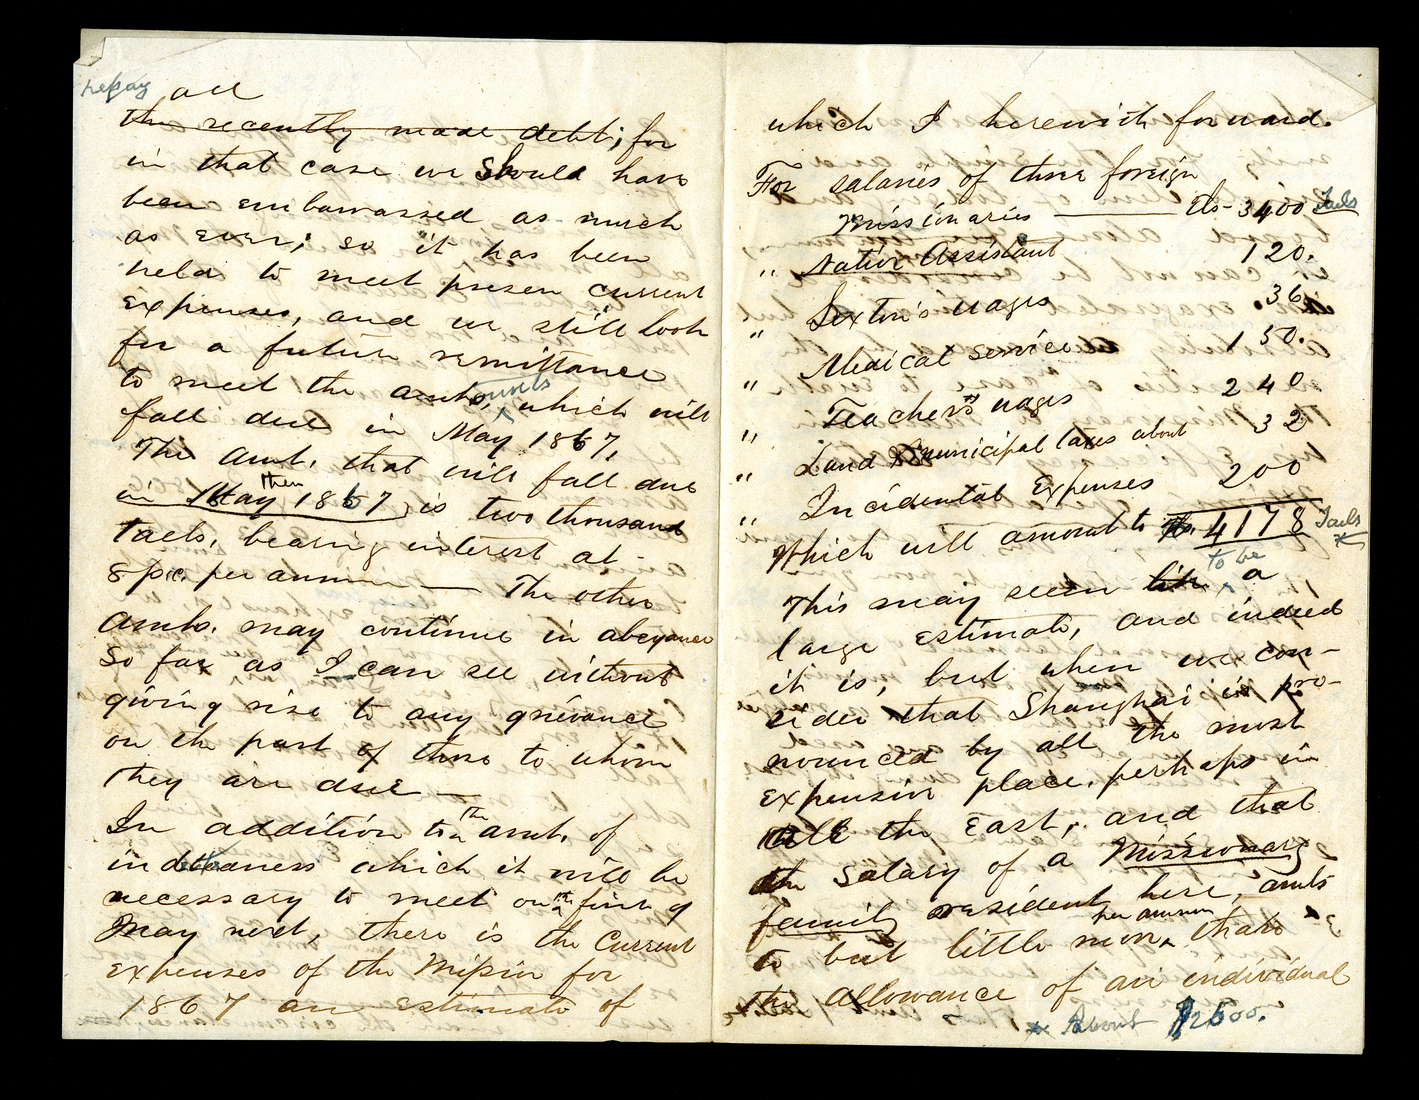 repay all
the recently made debt; for
in that case we should have
been embarrassed as much
as ever; so it has been
held to meet presen current
expenses, and we still look
for a future remittance
to meet the amounts, which will
fall due in May 1867,
The amt. that will fall due
in May then 1867, is two thousand
taels, bearing interest at
8 pc. per annum — The other
amts. may continue in abeyance
so far as I can see without
giving rise to any grievance
on the part of those to whom
they are due —
In addition to the amt. of
indebtedness which it will be
necessary to meet on the first of
May next, there is the current
expenses of the Mission for
1867 an estimate of
which I herewith forward.
For salaries of three foreign
Missionaries — Tls- 3400 Taels
" Native Assistant 120.
" Sexton's wages 36.
" Medical Service 150.
" Teacher's wages 240
" Land & municipal taxes about 32
" Incidental Expenses 200
Which will amount to Tls. 4178 Taels
This may seem like to be a
large estimate, and indeed
it is, but when we con-
sider that Shanghai is pro-
nounced by all the most
expensive place, perhaps in
all the East, and that
the salary of a Missionary
family resident here, amts
to but little more per annum than
the allowance of an individual
About $2600.